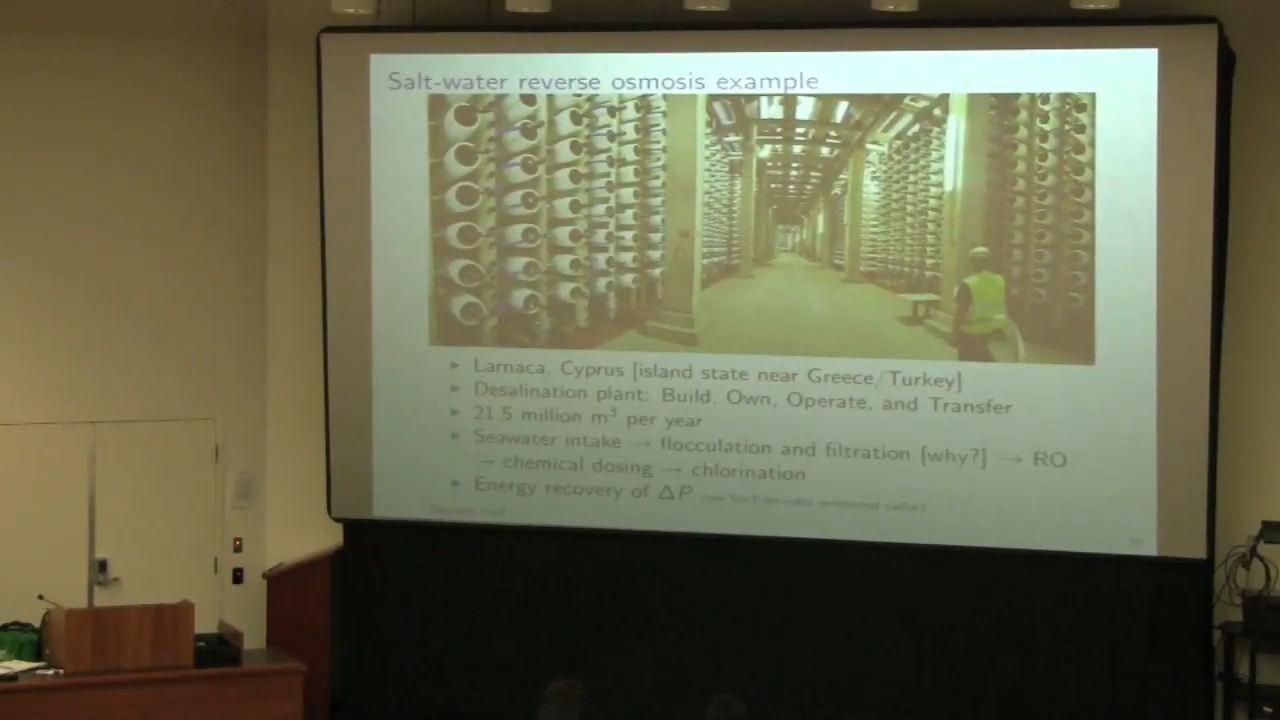 Salt-water reverse osmosis example
▸ Larnaca, Cyprus [island state near Greece/Turkey]
▸ Desalination plant: Build, Own, Operate, and Transfer
▸ 21.5 million m³ per year
▸ Seawater intake → flocculation and filtration [why?] → RO
→ chemical dosing → chlorination
▸ Energy recovery of ΔP